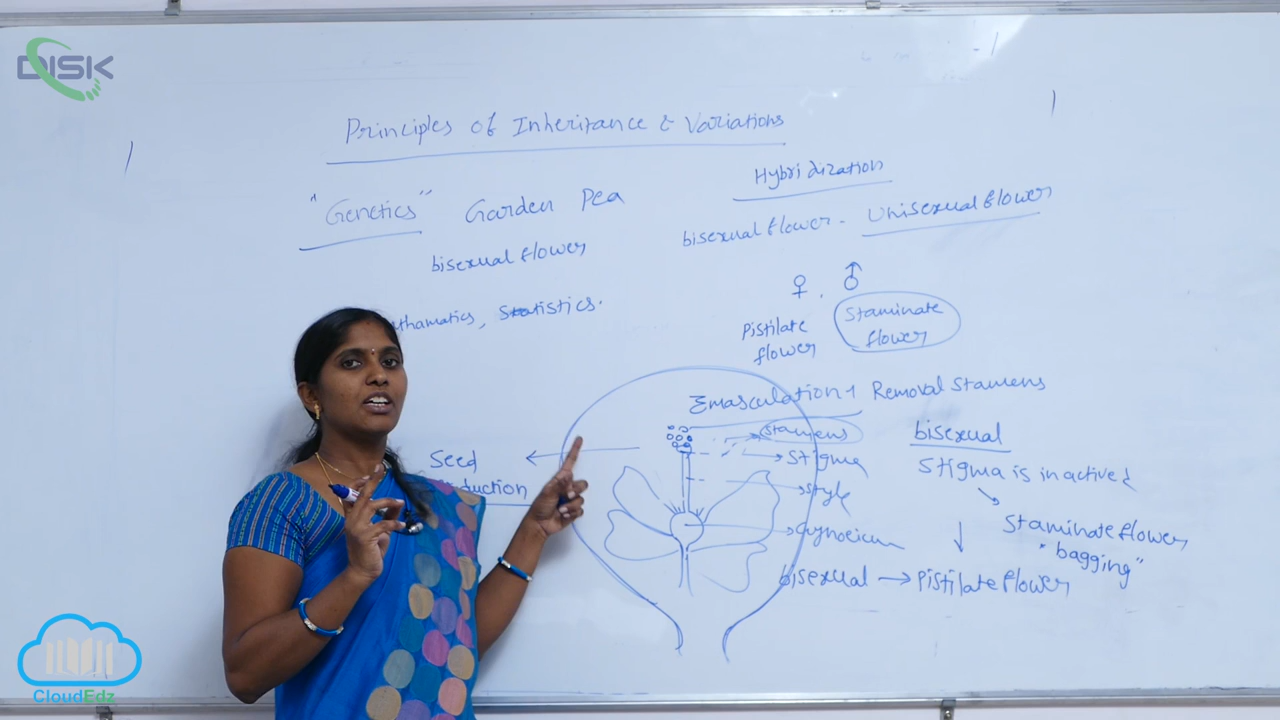 DISK
Principles of Inheritance & Variations
"Genetics" Garden Pea
bisexual flower
thamatics, Statistics.
Hybridization
bisexual flower - Unisexual flower
♀ . ♂
Pistilate
flower
Staminate
flower
Emasculation Removal Stamens
Stamens
Stigma
Style
Gynoecium
Seed
duction
bisexual
Stigma is inactive
Staminate flower
"bagging"
bisexual → Pistilate flower
CloudEdz